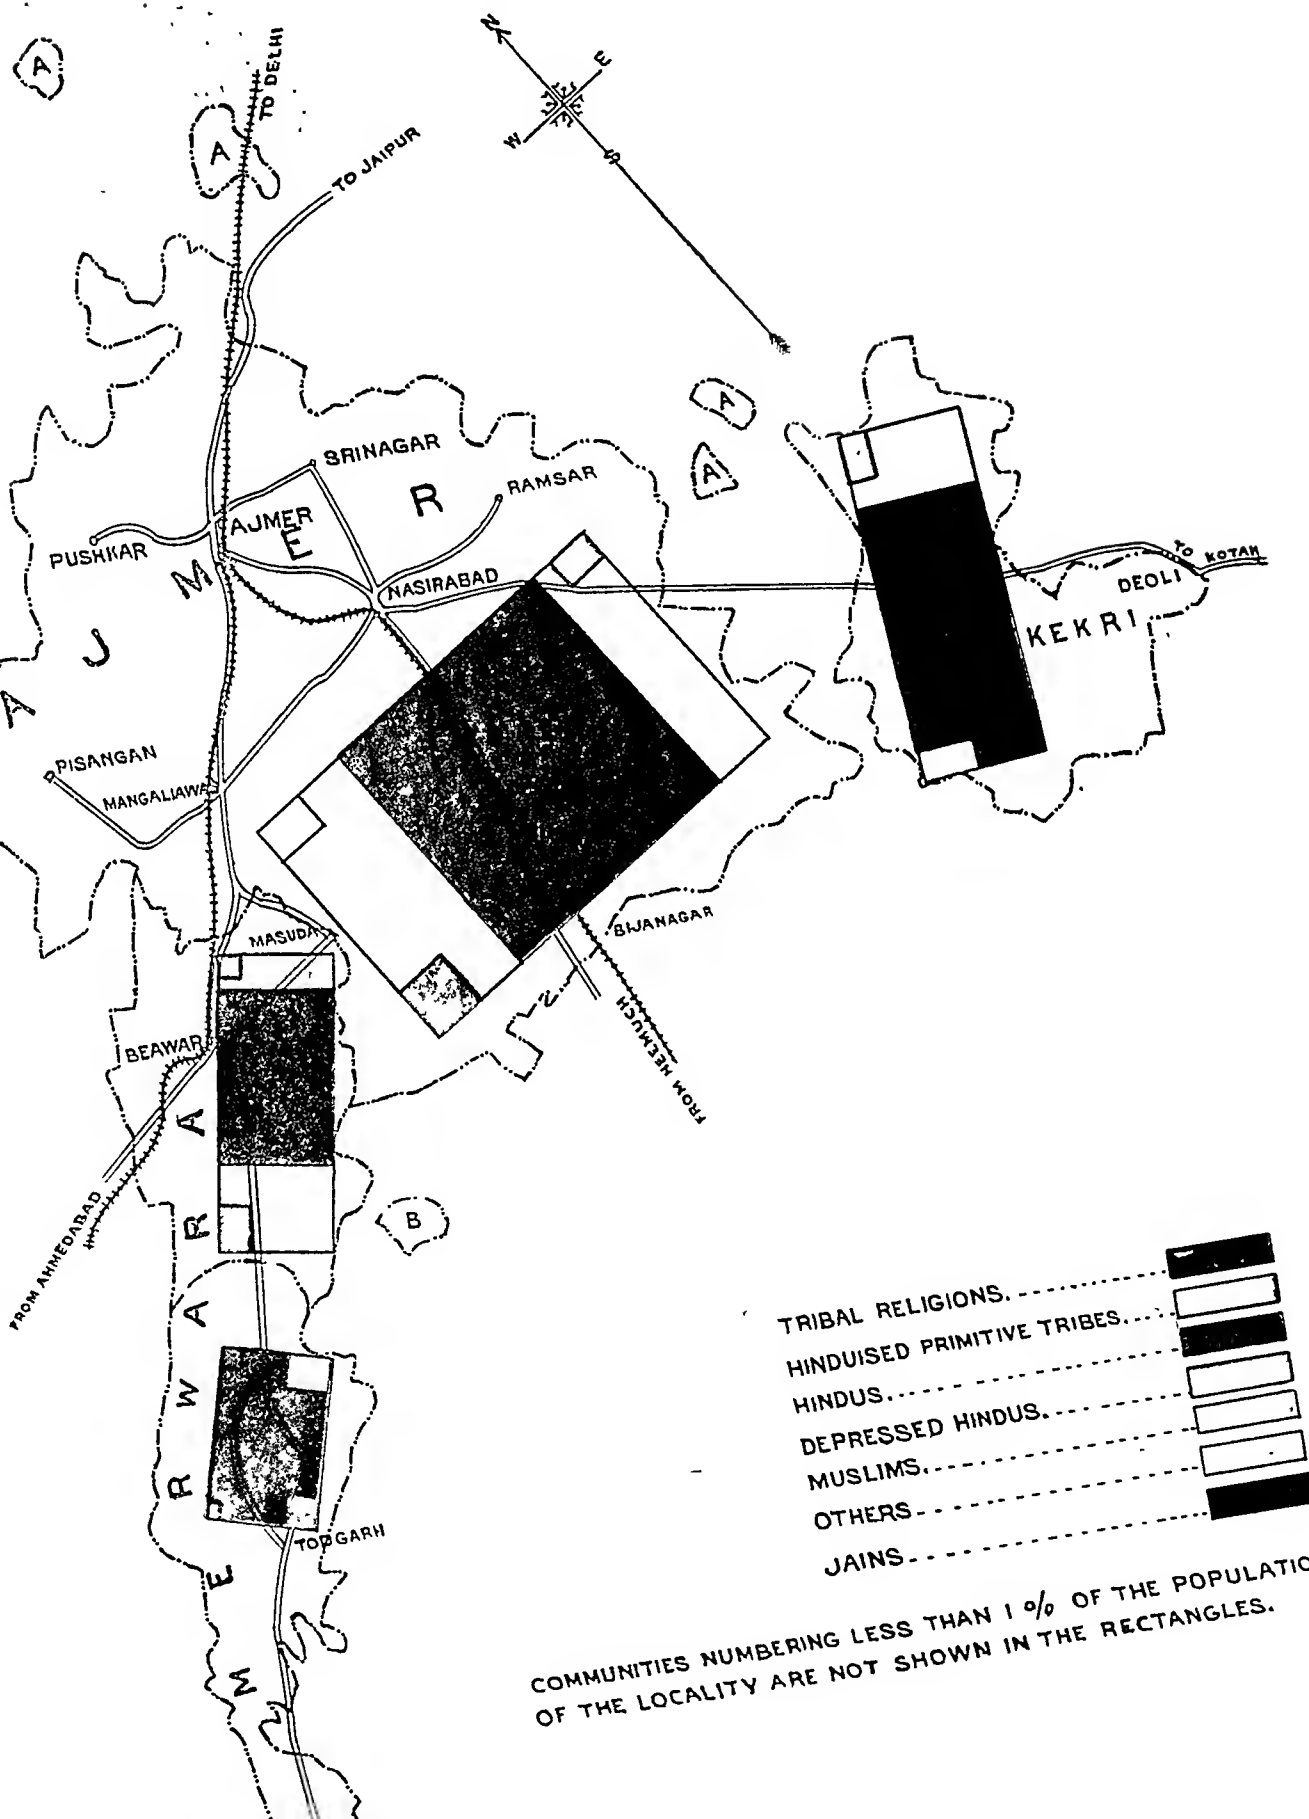 A
TO DELHI
N
E
W
S
A
TO JAIPUR
A
A
SRINAGAR
RAMSAR
R
AJMER
E
PUSHKAR
M
NASIRABAD
J
A
TO KOTAH
DEOLI
KEKRI
PISANGAN
MANGALIAWA
MASUDA
BIJANAGAR
FROM NEEMUCH
BEAWAR
A
R
A
W
R
E
M
B
FROM AHMEDABAD
TODGARH
TRIBAL RELIGIONS.
HINDUISED PRIMITIVE TRIBES.
HINDUS.
DEPRESSED HINDUS.
MUSLIMS.
OTHERS
JAINS
COMMUNITIES NUMBERING LESS THAN 1 % OF THE POPULATIO
OF THE LOCALITY ARE NOT SHOWN IN THE RECTANGLES.